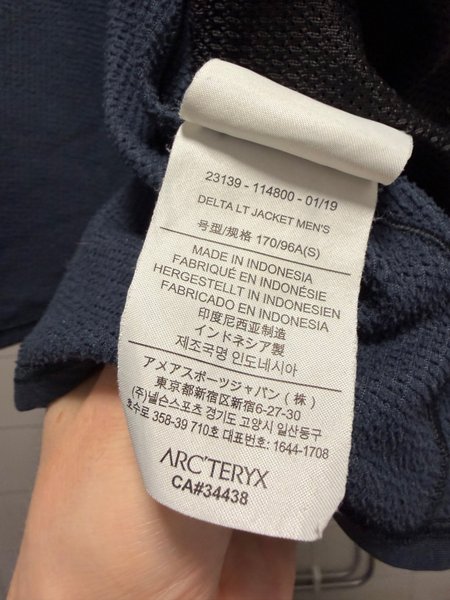 23139 - 114800 - 01/19
DELTA LT JACKET MEN'S
号型/规格 170/96A(S)
MADE IN INDONESIA
FABRIQUÉ EN INDONÉSIE
HERGESTELLT IN INDONESIEN
FABRICADO EN INDONESIA
印度尼西亚制造
インドネシア製
제조국명 인도네시아
アメアスポーツジャパン (株)
東京都新宿区新宿6-27-30
(주)넬슨스포츠 경기도 고양시 일산동구
호수로 358-39 710호 대표번호: 1644-1708
ARC'TERYX
CA#34438